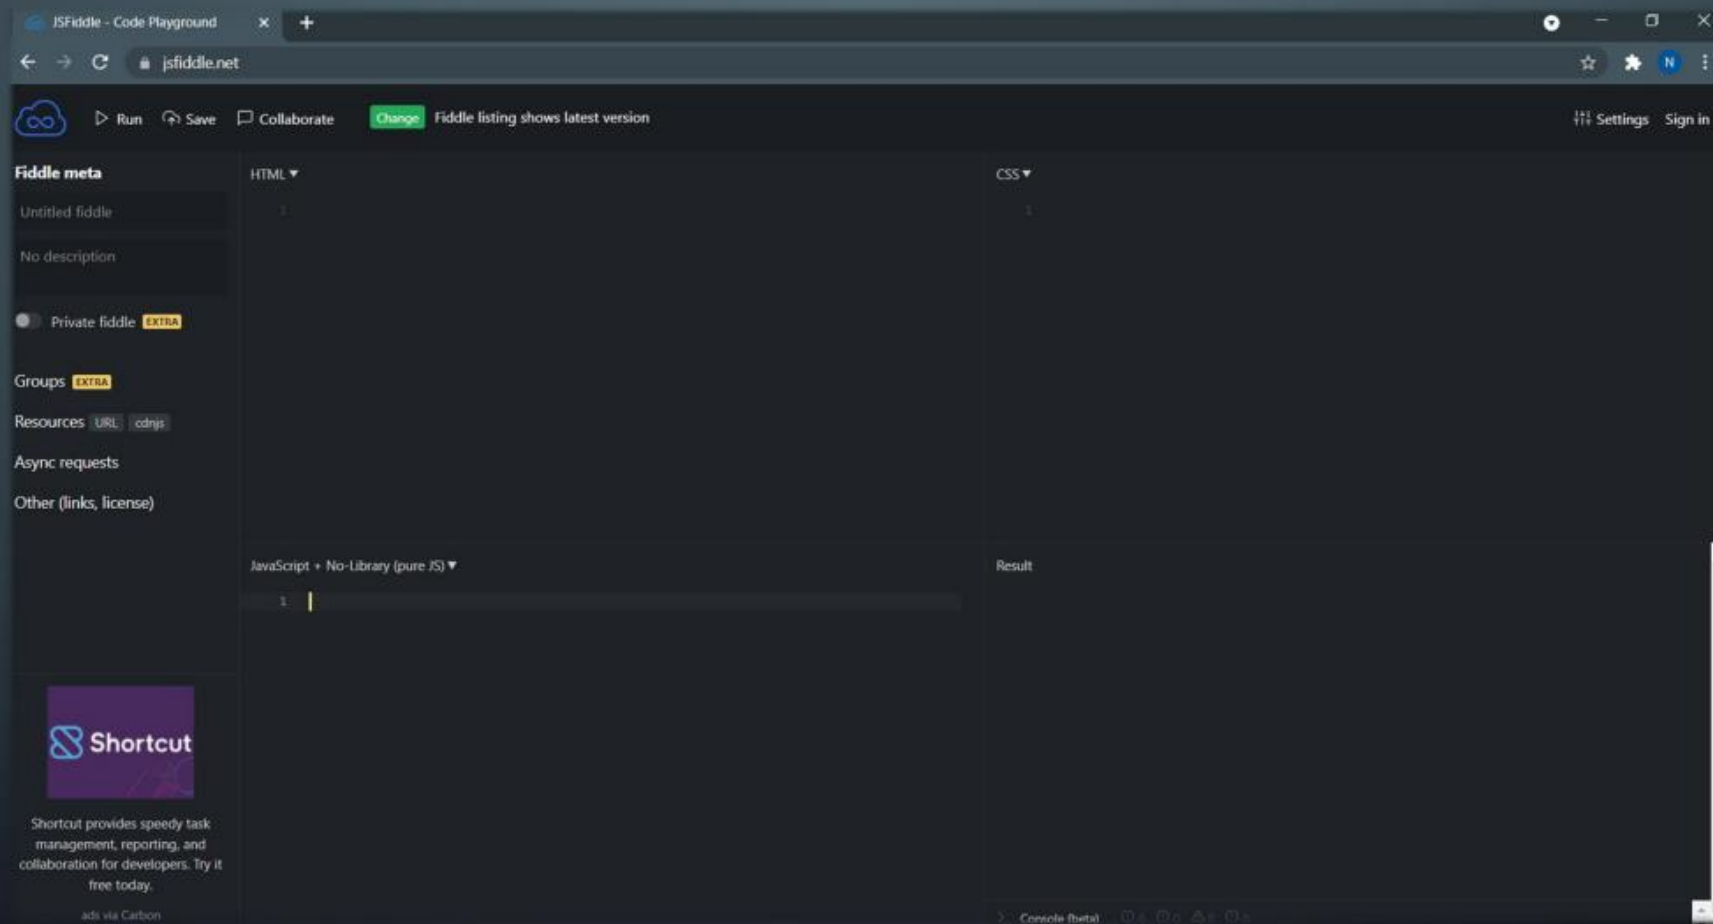 JSFiddle - Code Playground
jsfiddle.net
N
Run
Save
Collaborate
Change
Fiddle listing shows latest version
Settings
Sign in
Fiddle meta
Untitled fiddle
No description
Private fiddle EXTRA
Groups EXTRA
Resources URL cdnjs
Async requests
Other (links, license)
HTML ▼
1
CSS ▼
1
JavaScript + No-Library (pure JS) ▼
1
Result
Shortcut
Shortcut provides speedy task
management, reporting, and
collaboration for developers. Try it
free today.
ads via Carbon
Console (beta)